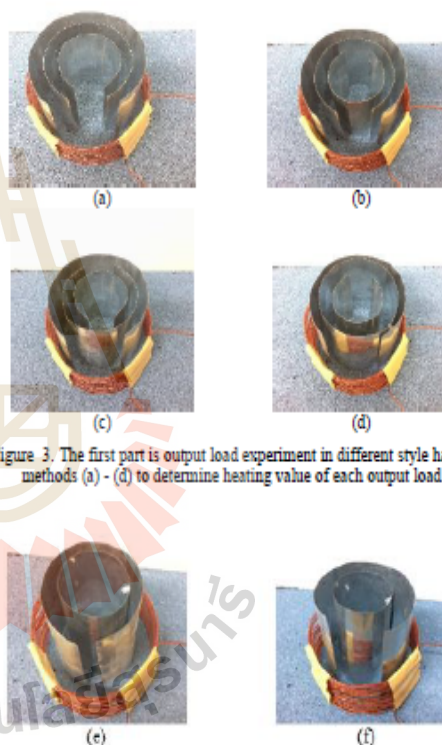 (a) (b)
(c) (d)
igure 3. The first part is output load experiment in different style ha
methods (a) - (d) to determine heating value of each output load
(e) (f)